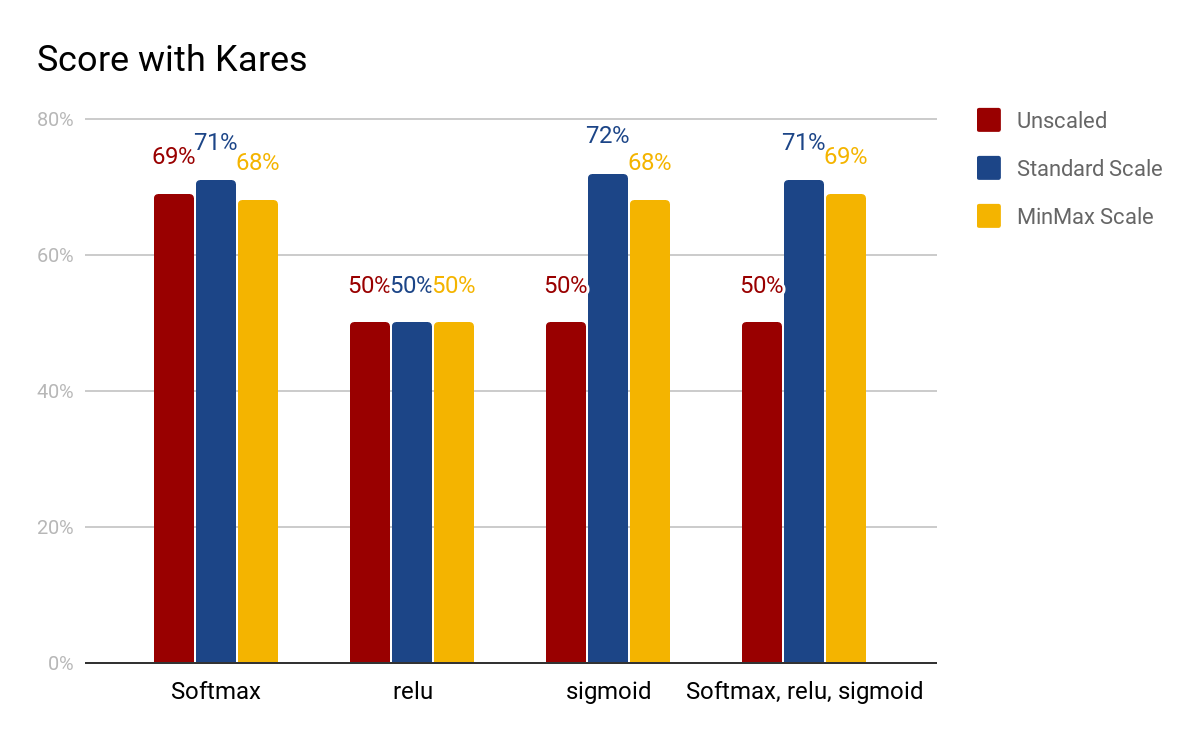 Score with Kares
80%
60%
40%
20%
0%
69%
71%
68%
50%
50%
50%
50%
72%
68%
50%
71%
69%
Softmax
relu
sigmoid
Softmax, relu, sigmoid
Unscaled
Standard Scale
MinMax Scale